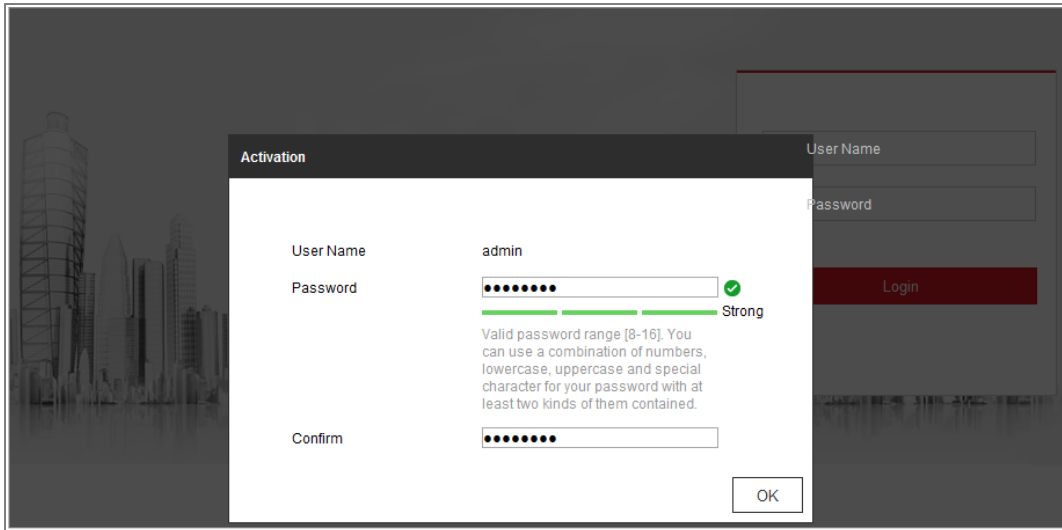 Activation
User Name
Password
Login
User Name admin
Password ••••••••
Strong
Valid password range [8-16]. You
can use a combination of numbers,
lowercase, uppercase and special
character for your password with at
least two kinds of them contained.
Confirm ••••••••
OK